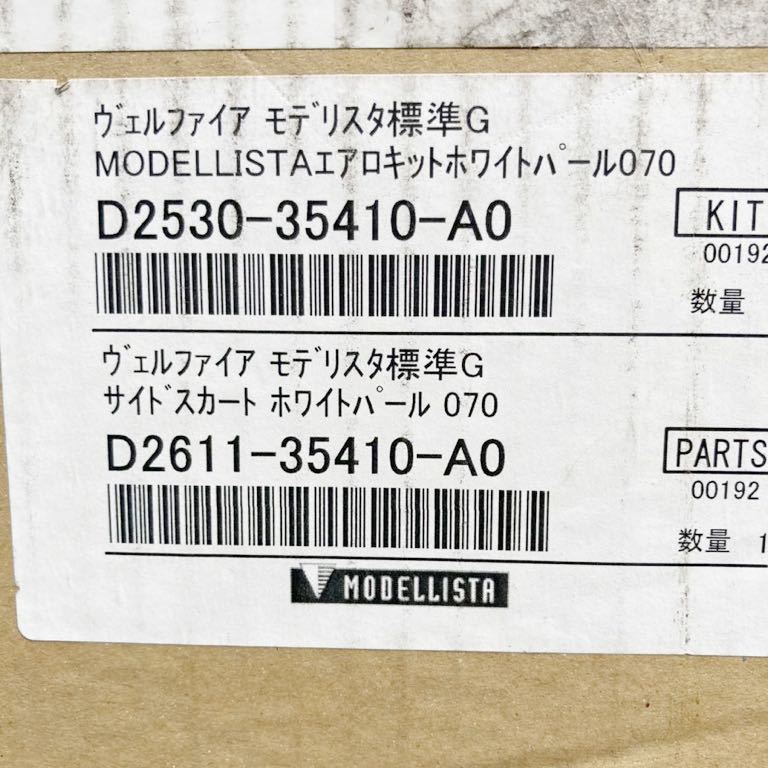 ヴェルファイア モデリスタ標準G
MODELLISTAエアロキットホワイトパール070
D2530-35410-A0
KIT
00192
数量
ヴェルファイア モデリスタ標準G
サイドスカート ホワイトパール 070
D2611-35410-A0
PARTS
00192
数量 1
MODELLISTA